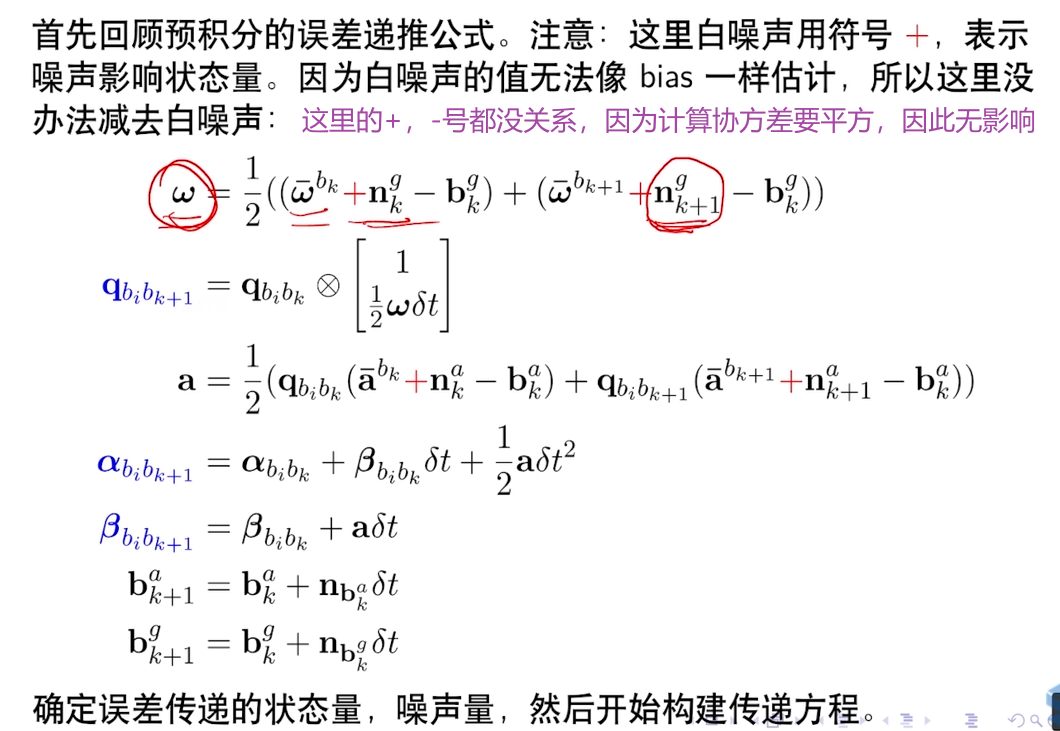 首先回顾预积分的误差递推公式。注意：这里白噪声用符号 +，表示
噪声影响状态量。因为白噪声的值无法像 bias 一样估计，所以这里没
办法减去白噪声： 这里的+，-号都没关系，因为计算协方差要平方，因此无影响
$\boldsymbol{\omega} = \frac{1}{2}((\bar{\boldsymbol{\omega}}^{b_k} + \mathbf{n}_k^g - \mathbf{b}_k^g) + (\bar{\boldsymbol{\omega}}^{b_{k+1}} + \mathbf{n}_{k+1}^g - \mathbf{b}_k^g))$
$\mathbf{q}_{b_i b_{k+1}} = \mathbf{q}_{b_i b_k} \otimes \begin{bmatrix} 1 \\ \frac{1}{2}\boldsymbol{\omega}\delta t \end{bmatrix}$
$\mathbf{a} = \frac{1}{2}(\mathbf{q}_{b_i b_k}(\bar{\mathbf{a}}^{b_k} + \mathbf{n}_k^a - \mathbf{b}_k^a) + \mathbf{q}_{b_i b_{k+1}}(\bar{\mathbf{a}}^{b_{k+1}} + \mathbf{n}_{k+1}^a - \mathbf{b}_k^a))$
$\boldsymbol{\alpha}_{b_i b_{k+1}} = \boldsymbol{\alpha}_{b_i b_k} + \boldsymbol{\beta}_{b_i b_k}\delta t + \frac{1}{2}\mathbf{a}\delta t^2$
$\boldsymbol{\beta}_{b_i b_{k+1}} = \boldsymbol{\beta}_{b_i b_k} + \mathbf{a}\delta t$
$\mathbf{b}_{k+1}^a = \mathbf{b}_k^a + \mathbf{n}_{\mathbf{b}_k^a}\delta t$
$\mathbf{b}_{k+1}^g = \mathbf{b}_k^g + \mathbf{n}_{\mathbf{b}_k^g}\delta t$
确定误差传递的状态量，噪声量，然后开始构建传递方程。